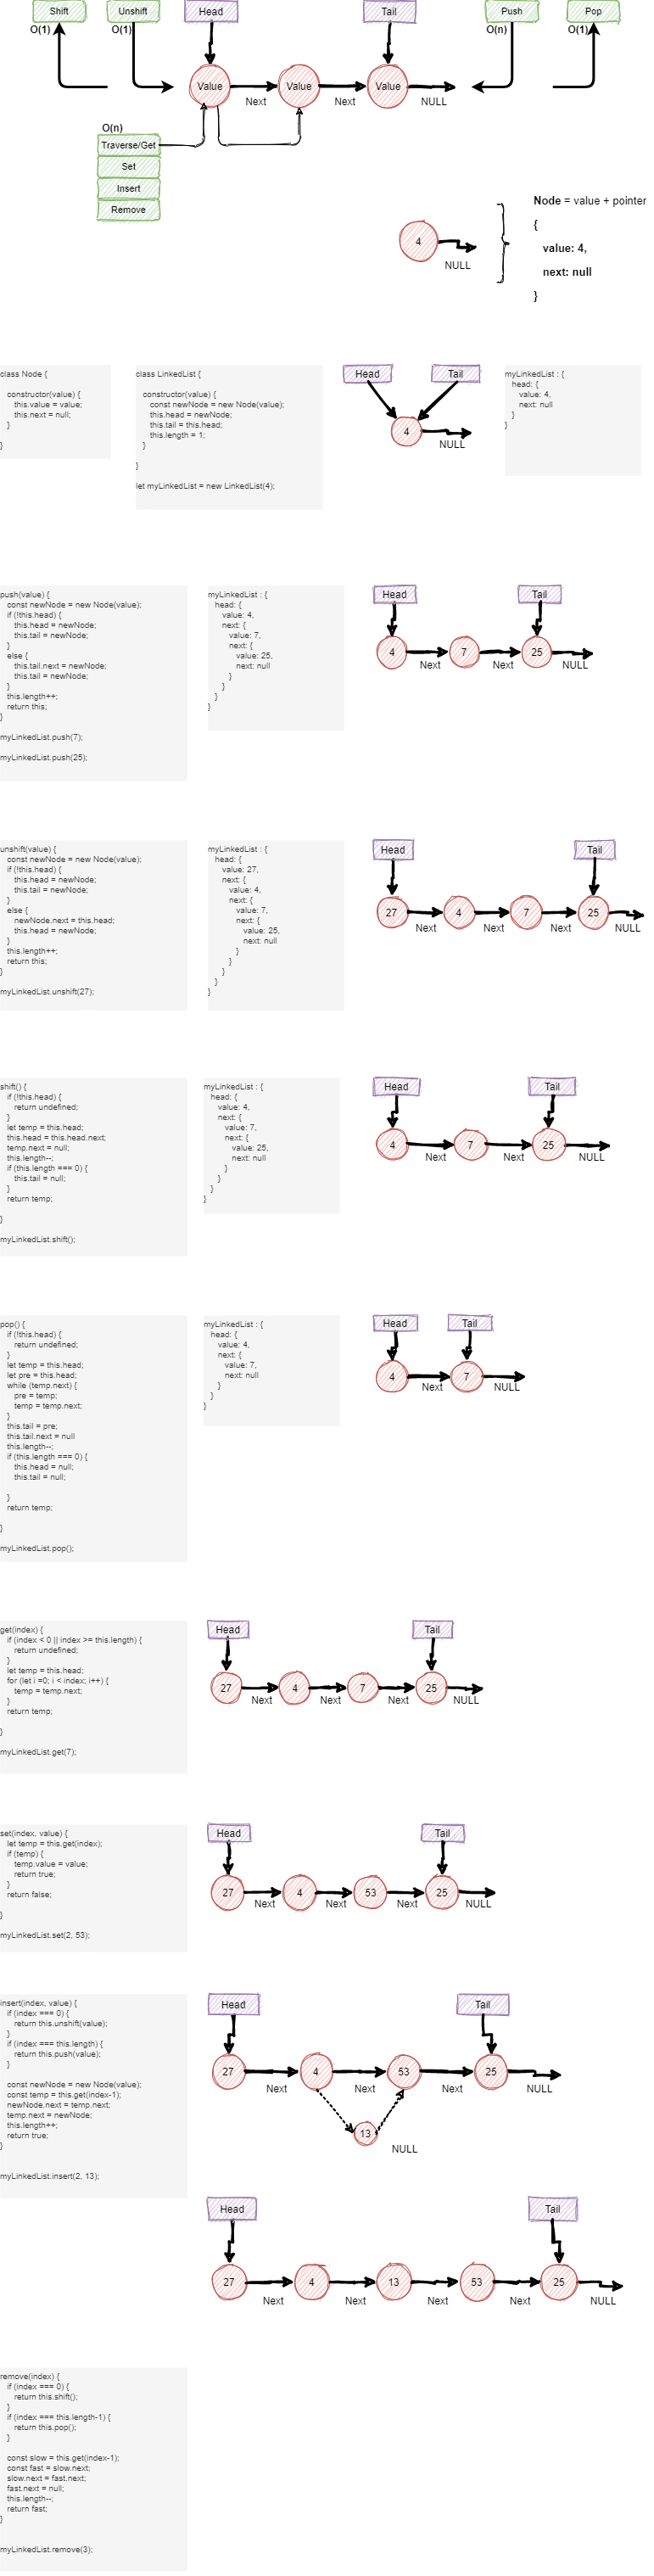 Shift
Unshift
Head
Tail
Push
Pop
O(1)
O(1)
O(n)
O(1)
Value
Value
Value
Next
Next
NULL
O(n)
Traverse/Get
Set
Insert
Remove
Node = value + pointer
{
value: 4,
next: null
}
4
NULL
class Node {
constructor(value) {
this.value = value;
this.next = null;
}
}
class LinkedList {
constructor(value) {
const newNode = new Node(value);
this.head = newNode;
this.tail = this.head;
this.length = 1;
}
}
let myLinkedList = new LinkedList(4);
Head
Tail
4
NULL
myLinkedList : {
head: {
value: 4,
next: null
}
}
push(value) {
const newNode = new Node(value);
if (!this.head) {
this.head = newNode;
this.tail = newNode;
}
else {
this.tail.next = newNode;
this.tail = newNode;
}
this.length++;
return this;
}
myLinkedList.push(7);
myLinkedList.push(25);
myLinkedList : {
head: {
value: 4,
next: {
value: 7,
next: {
value: 25,
next: null
}
}
}
}
Head
Tail
4
7
25
Next
Next
NULL
unshift(value) {
const newNode = new Node(value);
if (!this.head) {
this.head = newNode;
this.tail = newNode;
}
else {
newNode.next = this.head;
this.head = newNode;
}
this.length++;
return this;
}
myLinkedList.unshift(27);
myLinkedList : {
head: {
value: 27,
next: {
value: 4,
next: {
value: 7,
next: {
value: 25,
next: null
}
}
}
}
}
Head
Tail
27
4
7
25
Next
Next
Next
NULL
shift() {
if (!this.head) {
return undefined;
}
let temp = this.head;
this.head = this.head.next;
temp.next = null;
this.length--;
if (this.length === 0) {
this.tail = null;
}
return temp;
}
myLinkedList.shift();
myLinkedList : {
head: {
value: 4,
next: {
value: 7,
next: {
value: 25,
next: null
}
}
}
}
Head
Tail
4
7
25
Next
Next
NULL
pop() {
if (!this.head) {
return undefined;
}
let temp = this.head;
let pre = this.head;
while (temp.next) {
pre = temp;
temp = temp.next;
}
this.tail = pre;
this.tail.next = null
this.length--;
if (this.length === 0) {
this.head = null;
this.tail = null;
}
return temp;
}
myLinkedList.pop();
myLinkedList : {
head: {
value: 4,
next: {
value: 7,
next: null
}
}
}
Head
Tail
4
7
Next
NULL
get(index) {
if (index < 0 || index >= this.length) {
return undefined;
}
let temp = this.head;
for (let i =0; i < index; i++) {
temp = temp.next;
}
return temp;
}
myLinkedList.get(7);
Head
Tail
27
4
7
25
Next
Next
Next
NULL
set(index, value) {
let temp = this.get(index);
if (temp) {
temp.value = value;
return true;
}
return false;
}
myLinkedList.set(2, 53);
Head
Tail
27
4
53
25
Next
Next
Next
NULL
insert(index, value) {
if (index === 0) {
return this.unshift(value);
}
if (index === this.length) {
return this.push(value);
}
const newNode = new Node(value);
const temp = this.get(index-1);
newNode.next = temp.next;
temp.next = newNode;
this.length++;
return true;
}
myLinkedList.insert(2, 13);
Head
Tail
27
4
53
25
Next
Next
Next
NULL
13
NULL
Head
Tail
27
4
13
53
25
Next
Next
Next
Next
NULL
remove(index) {
if (index === 0) {
return this.shift();
}
if (index === this.length-1) {
return this.pop();
}
const slow = this.get(index-1);
const fast = slow.next;
slow.next = fast.next;
fast.next = null;
this.length--;
return fast;
}
myLinkedList.remove(3);